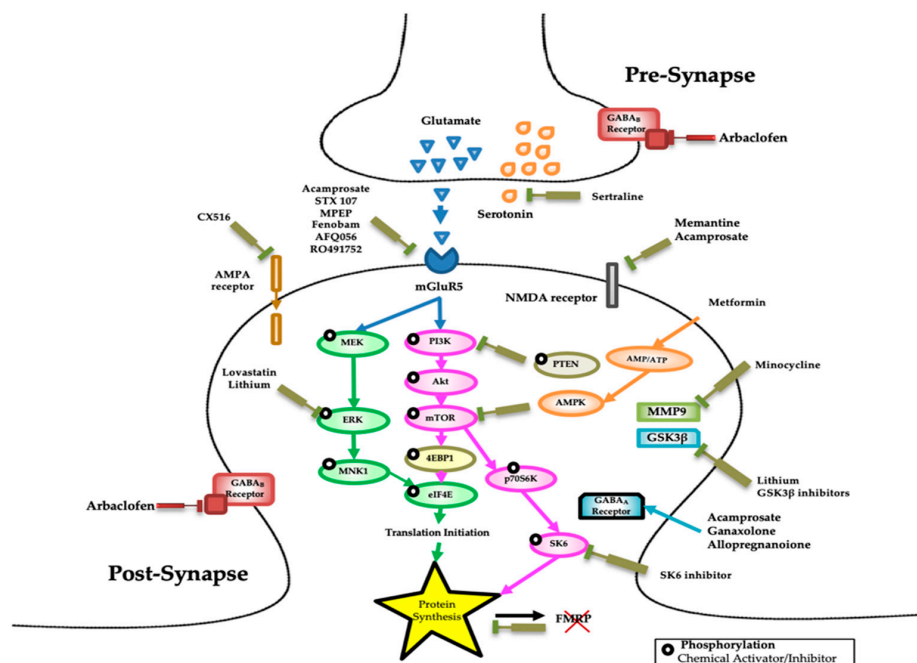 Pre-Synapse
Glutamate
GABAB
Receptor
Arbaclofen
Serotonin
Sertraline
Acamprosate
STX 107
MPEP
Fenobam
AFQ056
RO491752
CX516
Memantine
Acamprosate
AMPA
receptor
mGluR5
NMDA receptor
Metformin
MEK
PI3K
PTEN
AMP/ATP
Minocycline
Akt
AMPK
Lovastatin
Lithium
ERK
mTOR
MMP9
GSK3β
4EBP1
MNK1
p70S6K
eIF4E
Lithium
GSK3β inhibitors
GABAB
Receptor
Arbaclofen
GABAA
Receptor
Acamprosate
Ganaxolone
Allopregnanoione
Translation Initiation
SK6
SK6 inhibitor
Post-Synapse
Protein
Synthesis
FMRP
Phosphorylation
Chemical Activator/Inhibitor